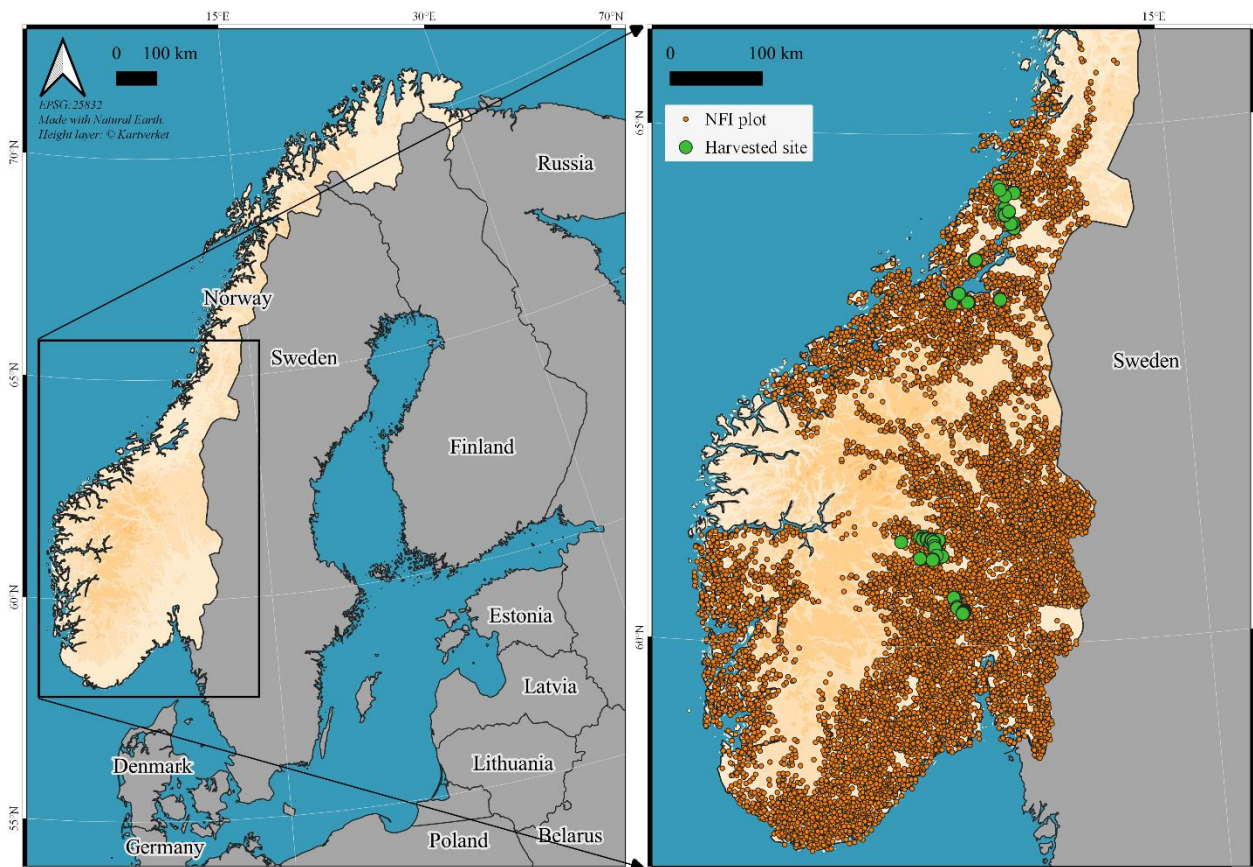 15°E
30°E
70°N
0 100 km
EPSG:25832
Made with Natural Earth.
Height layer: © Kartverket
70°N
Russia
Norway
Sweden
65°N
Finland
60°N
Estonia
Latvia
Lithuania
Denmark
55°N
Germany
Poland
Belarus
15°E
0 100 km
NFI plot
Harvested site
65°N
Sweden
60°N